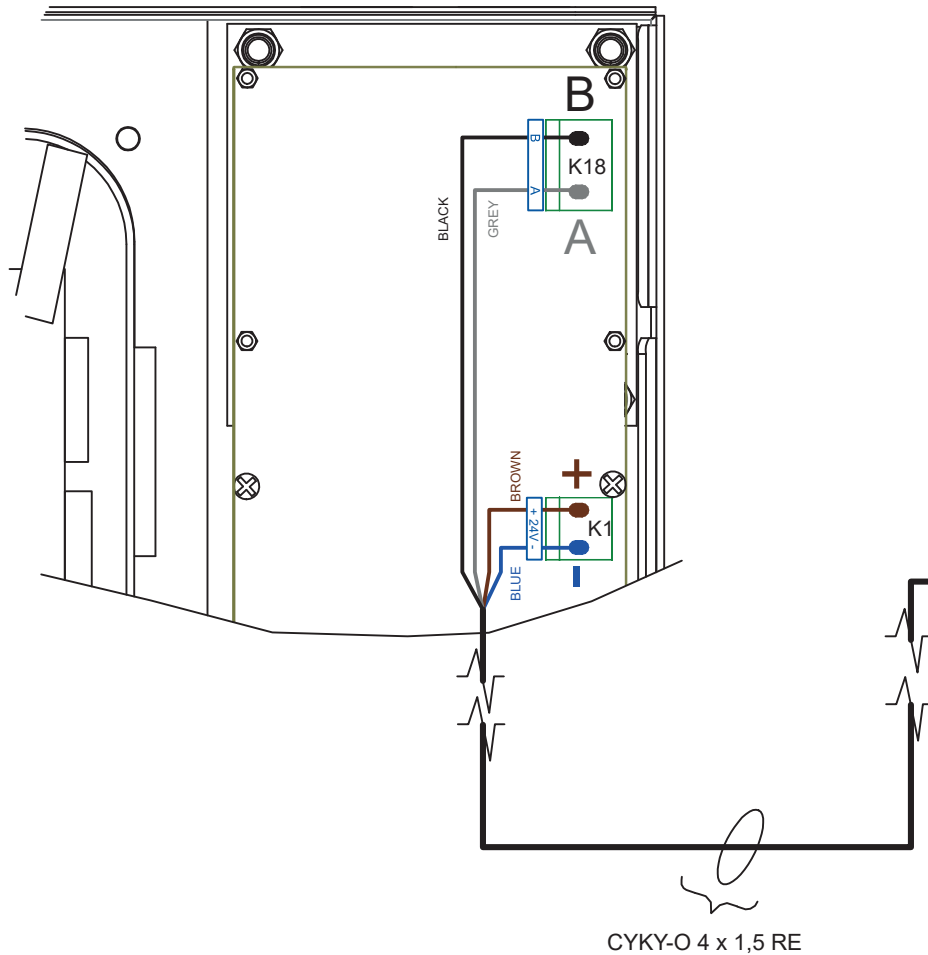 B
B
K18
A
BLACK
GREY
A
BROWN
+
+ 24V -
K1
BLUE
-
CYKY-O 4 x 1,5 RE